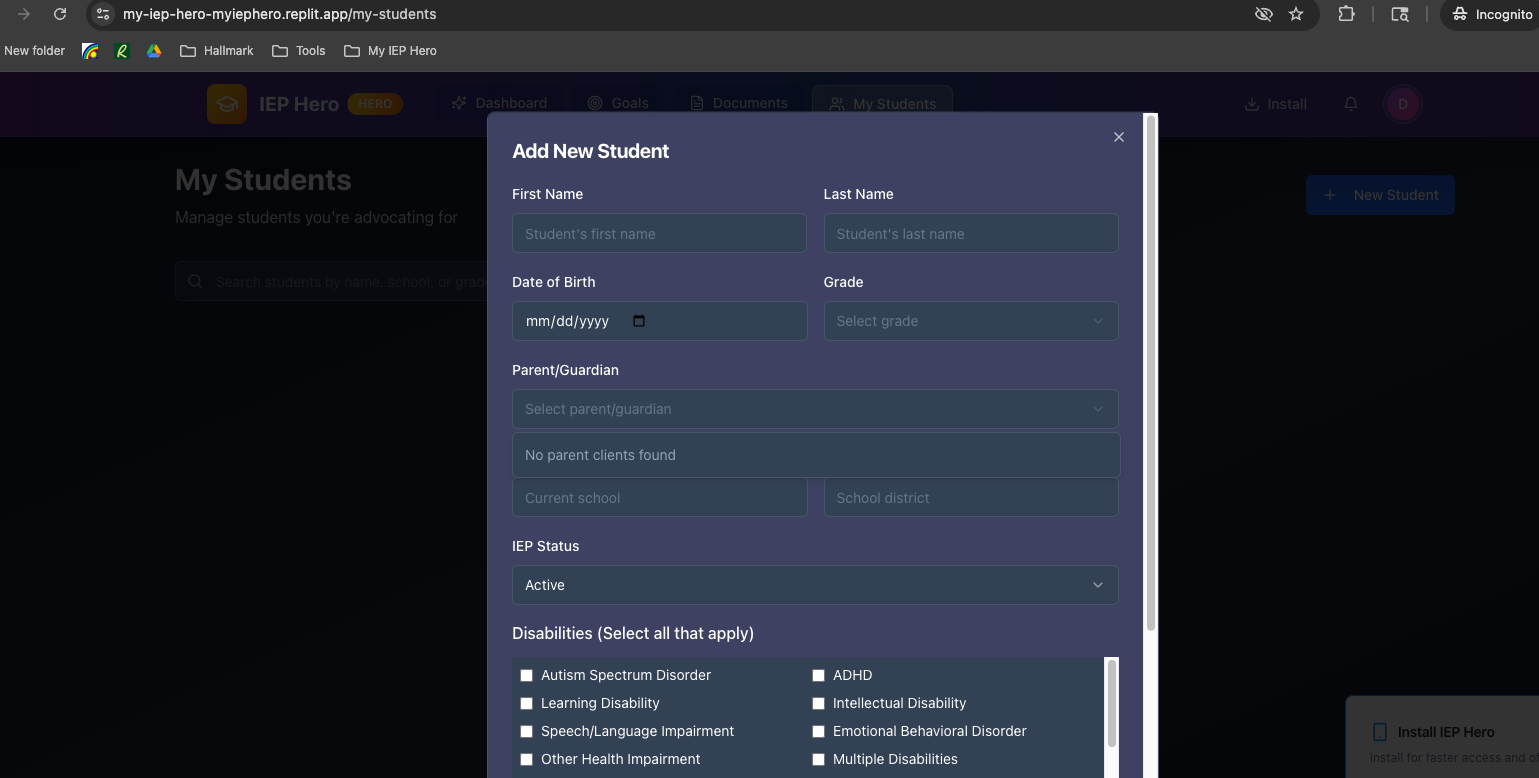 my-iep-hero-myiephero.replit.app/my-students
Incognito
New folder
Hallmark
Tools
My IEP Hero
IEP Hero HERO
Dashboard
Goals
Documents
My Students
Install
D
My Students
Manage students you're advocating for
New Student
Search students by name, school, or grade
Add New Student
First Name
Last Name
Student's first name
Student's last name
Date of Birth
Grade
mm/dd/yyyy
Select grade
Parent/Guardian
Select parent/guardian
No parent clients found
Current school
School district
IEP Status
Active
Disabilities (Select all that apply)
Autism Spectrum Disorder
ADHD
Learning Disability
Intellectual Disability
Speech/Language Impairment
Emotional Behavioral Disorder
Other Health Impairment
Multiple Disabilities
Install IEP Hero
Install for faster access and